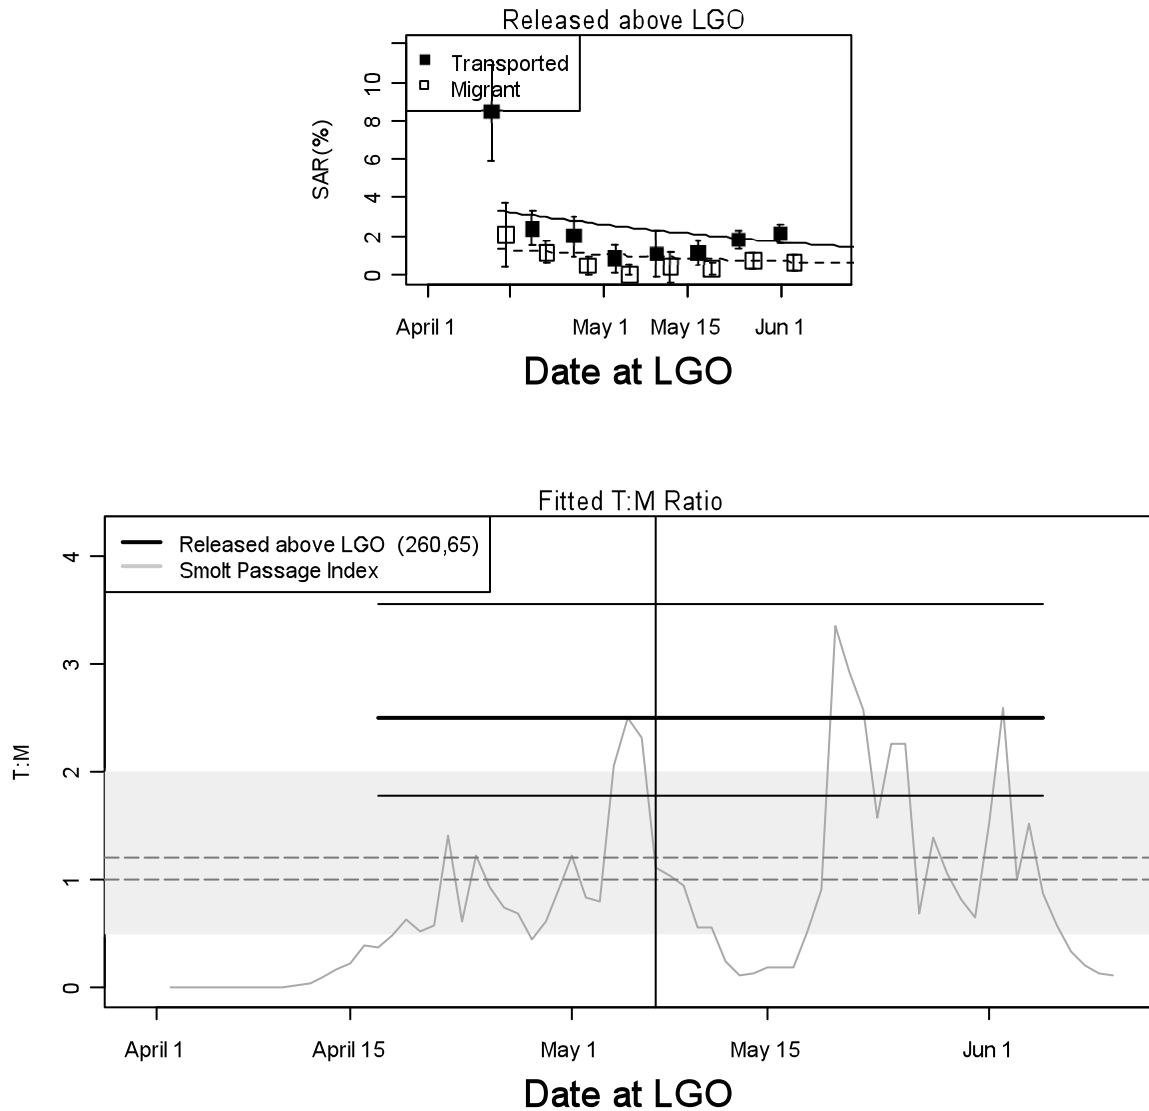 Released above LGO
Transported
Migrant
SAR(%)
10
8
6
4
2
0
April 1
May 1
May 15
Jun 1
Date at LGO
Fitted T:M Ratio
Released above LGO (260,65)
Smolt Passage Index
T:M
4
3
2
1
0
April 1
April 15
May 1
May 15
Jun 1
Date at LGO